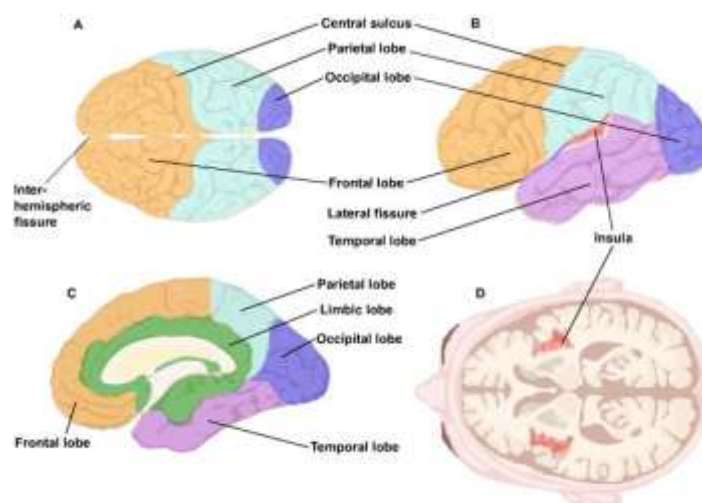 A
Central sulcus
Parietal lobe
Occipital lobe
B
Inter-
hemispheric
fissure
Frontal lobe
Lateral fissure
Temporal lobe
Insula
C
Parietal lobe
Limbic lobe
Occipital lobe
Frontal lobe
Temporal lobe
D